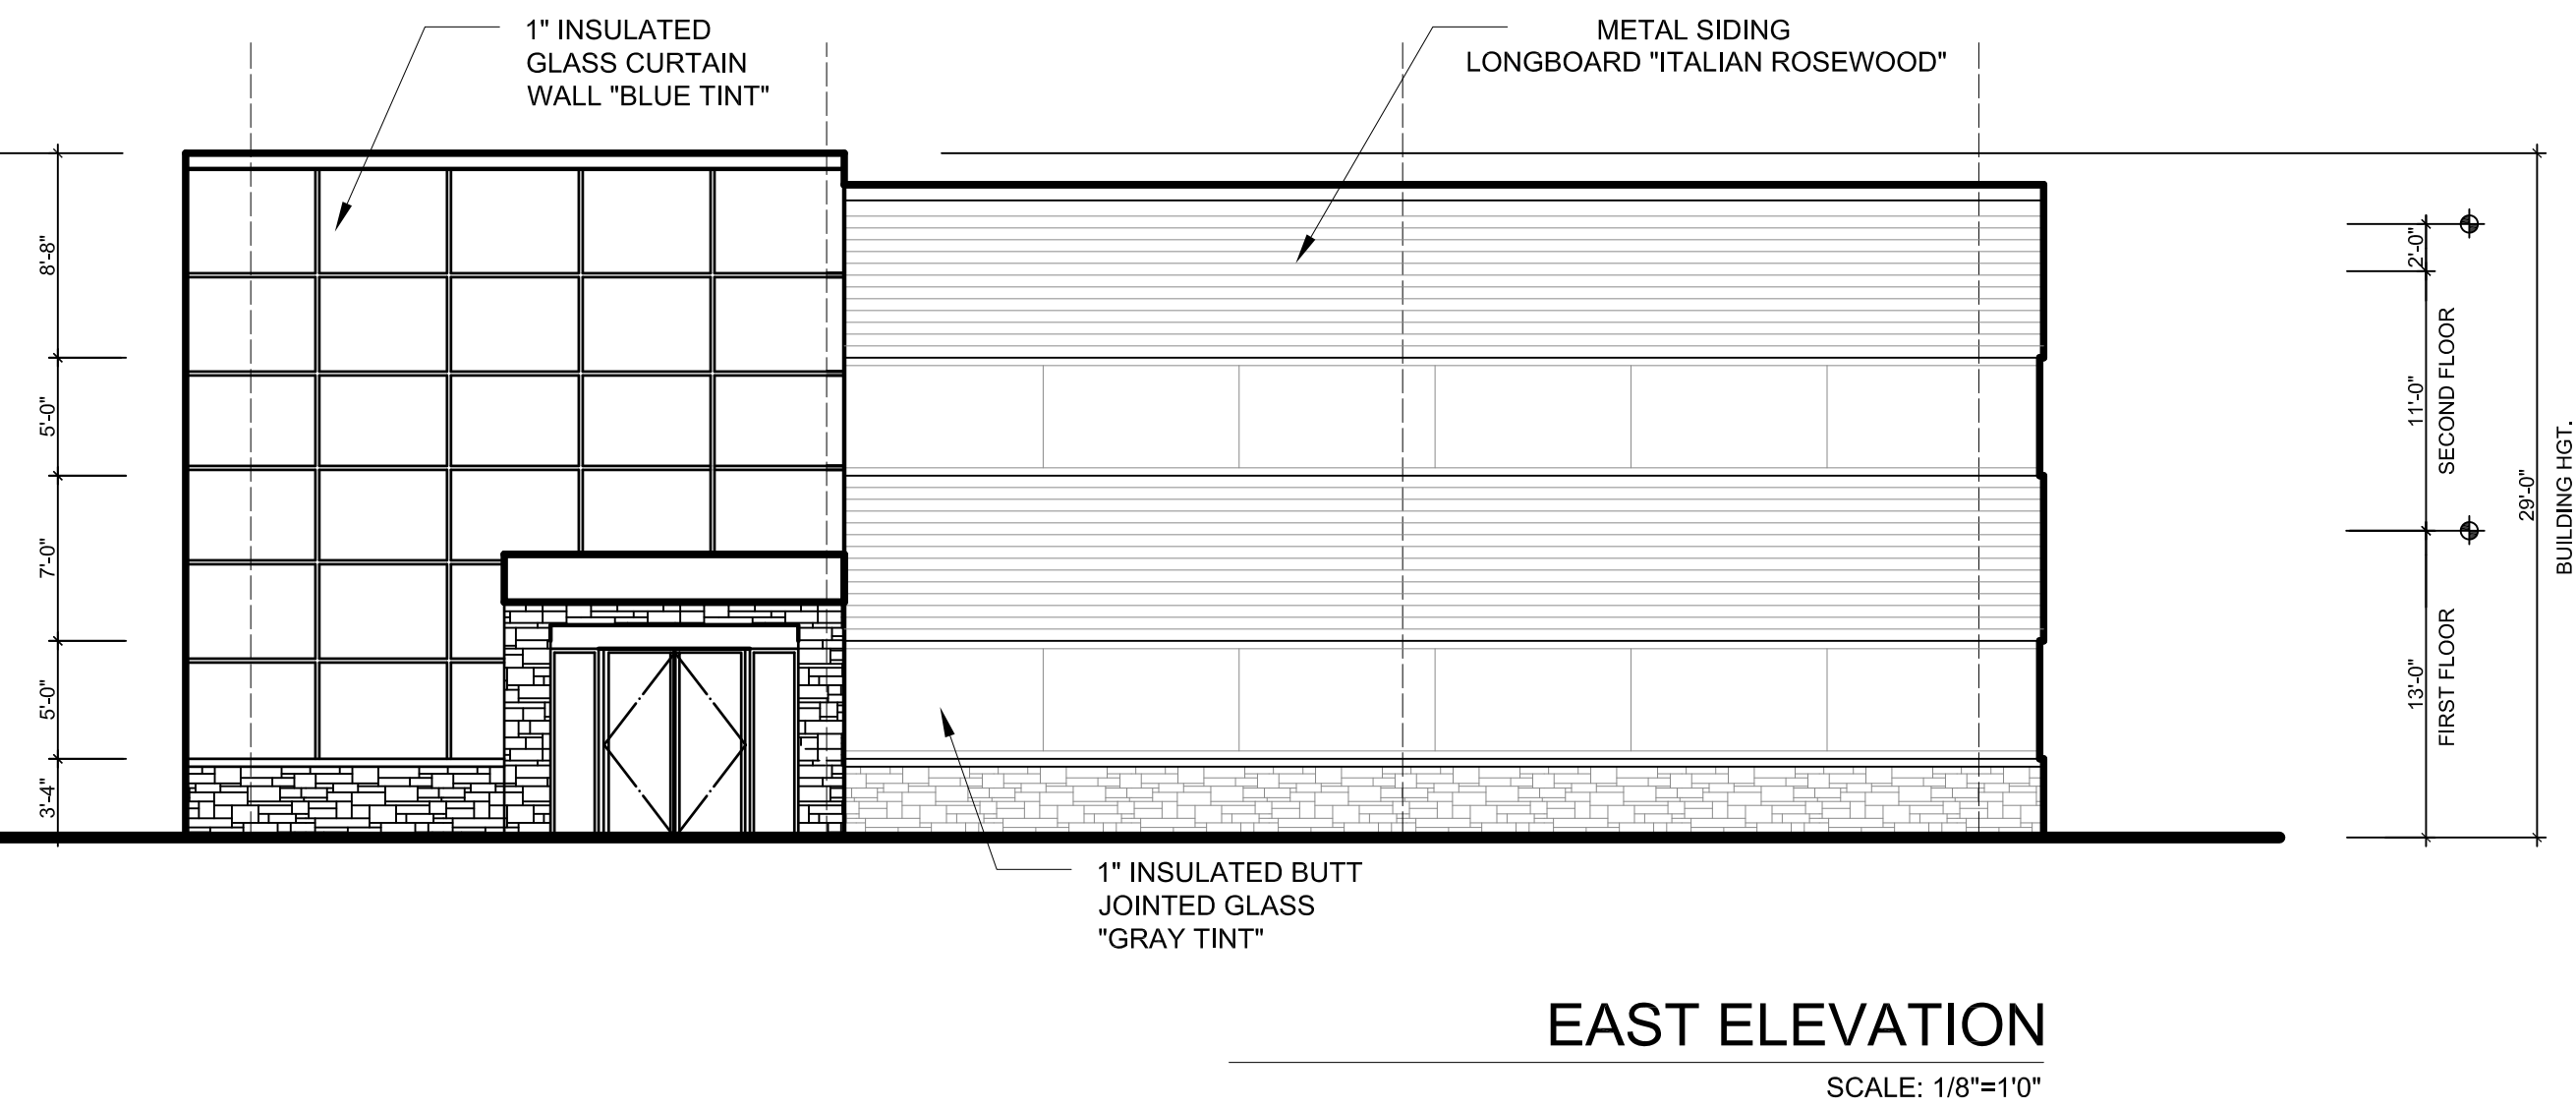 1" INSULATED
GLASS CURTAIN
WALL "BLUE TINT"
METAL SIDING
LONGBOARD "ITALIAN ROSEWOOD"
8'-8"
5'-0"
7'-0"
5'-0"
3'-4"
2'-0"
11'-0"
SECOND FLOOR
13'-0"
FIRST FLOOR
29'-0"
BUILDING HGT.
1" INSULATED BUTT
JOINTED GLASS
"GRAY TINT"
EAST ELEVATION
SCALE: 1/8"=1'0"